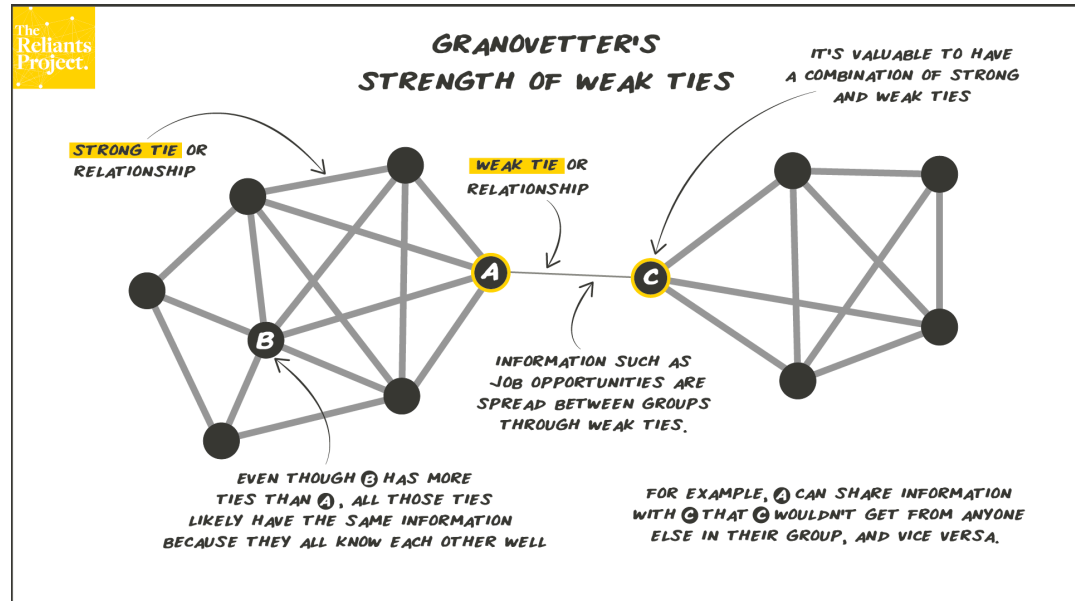 The
Reliants
Project.
GRANOVETTER'S
STRENGTH OF WEAK TIES
IT'S VALUABLE TO HAVE
A COMBINATION OF STRONG
AND WEAK TIES
STRONG TIE OR
RELATIONSHIP
WEAK TIE OR
RELATIONSHIP
A
C
B
INFORMATION SUCH AS
JOB OPPORTUNITIES ARE
SPREAD BETWEEN GROUPS
THROUGH WEAK TIES.
EVEN THOUGH B HAS MORE
TIES THAN A, ALL THOSE TIES
LIKELY HAVE THE SAME INFORMATION
BECAUSE THEY ALL KNOW EACH OTHER WELL
FOR EXAMPLE, A CAN SHARE INFORMATION
WITH C THAT C WOULDN'T GET FROM ANYONE
ELSE IN THEIR GROUP, AND VICE VERSA.